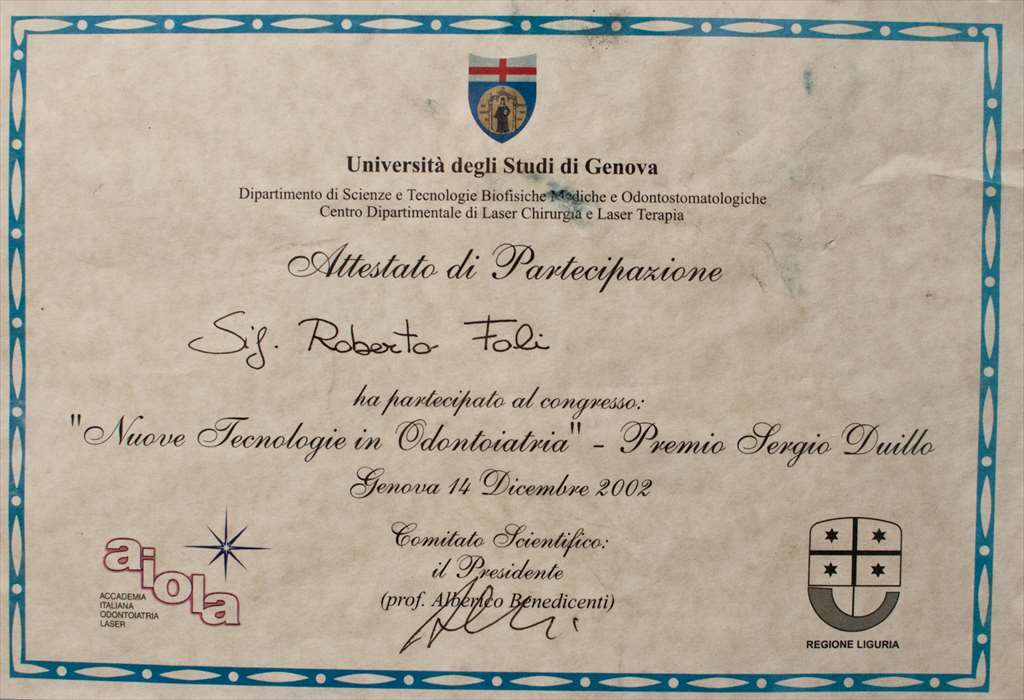 Università degli Studi di Genova
Dipartimento di Scienze e Tecnologie Biofisiche Mediche e Odontostomatologiche
Centro Dipartimentale di Laser Chirurgia e Laser Terapia
Attestato di Partecipazione
Sig. Roberto Foli
ha partecipato al congresso:
"Nuove Tecnologie in Odontoiatria" - Premio Sergio Duillo
Genova 14 Dicembre 2002
Comitato Scientifico:
il Presidente
(prof. Alberico Benedicenti)
aiola
ACCADEMIA
ITALIANA
ODONTOIATRIA
LASER
REGIONE LIGURIA